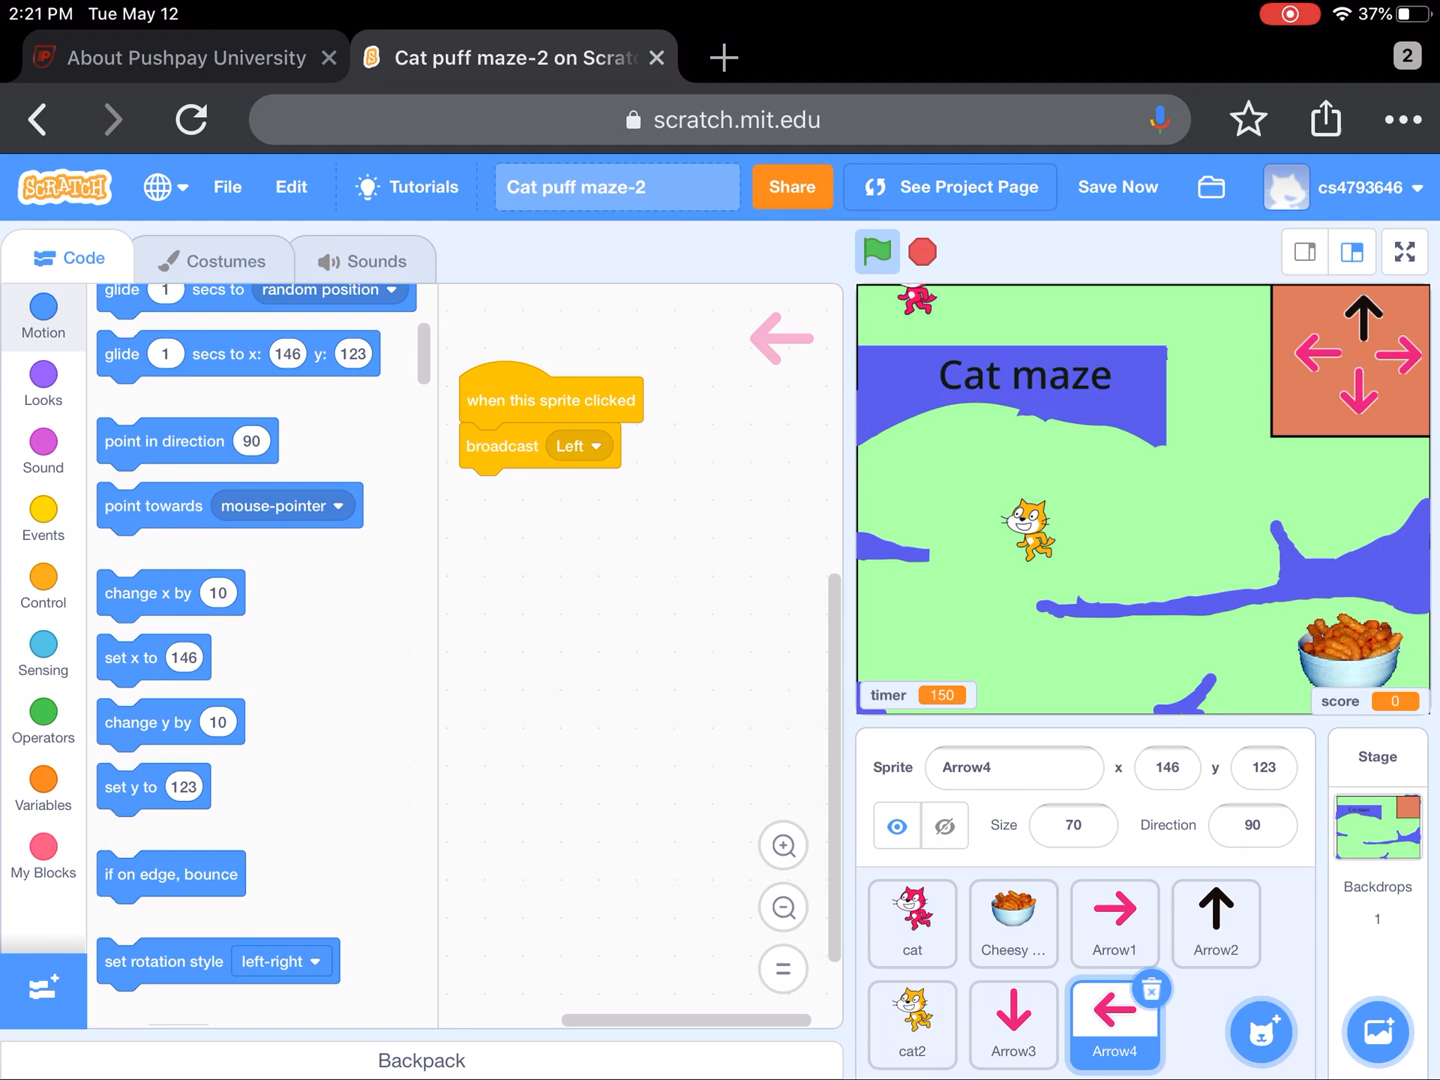 2:21 PM Tue May 12
37%
About Pushpay University
Cat puff maze-2 on Scrat
2
scratch.mit.edu
SCRATCH
File
Edit
Tutorials
Cat puff maze-2
Share
See Project Page
Save Now
cs4793646
Code
Costumes
Sounds
Motion
Looks
Sound
Events
Control
Sensing
Operators
Variables
My Blocks
glide 1 secs to random position
glide 1 secs to x: 146 y: 123
point in direction 90
point towards mouse-pointer
change x by 10
set x to 146
change y by 10
set y to 123
if on edge, bounce
set rotation style left-right
when this sprite clicked
broadcast Left
Backpack
Cat maze
timer 150
score 0
Sprite Arrow4 x 146 y 123
Size 70 Direction 90
cat
Cheesy ...
Arrow1
Arrow2
cat2
Arrow3
Arrow4
Stage
Backdrops
1